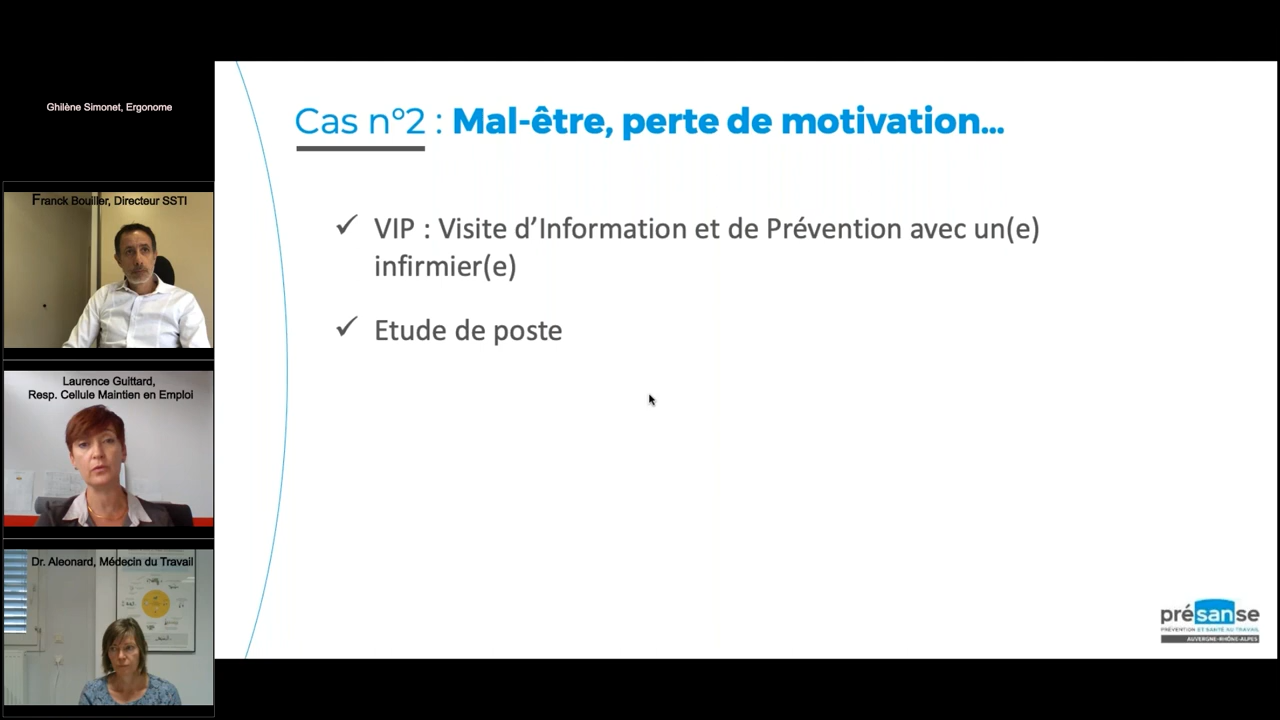 Ghilène Simonet, Ergonome
Franck Bouiller, Directeur SSTI
Laurence Guittard,
Resp. Cellule Maintien en Emploi
Dr. Aleonard, Médecin du Travail
Cas n°2 : Mal-être, perte de motivation...
VIP : Visite d’Information et de Prévention avec un(e)
infirmier(e)
Etude de poste
présanse
PRÉVENTION ET SANTÉ AU TRAVAIL
AUVERGNE-RHÔNE-ALPES